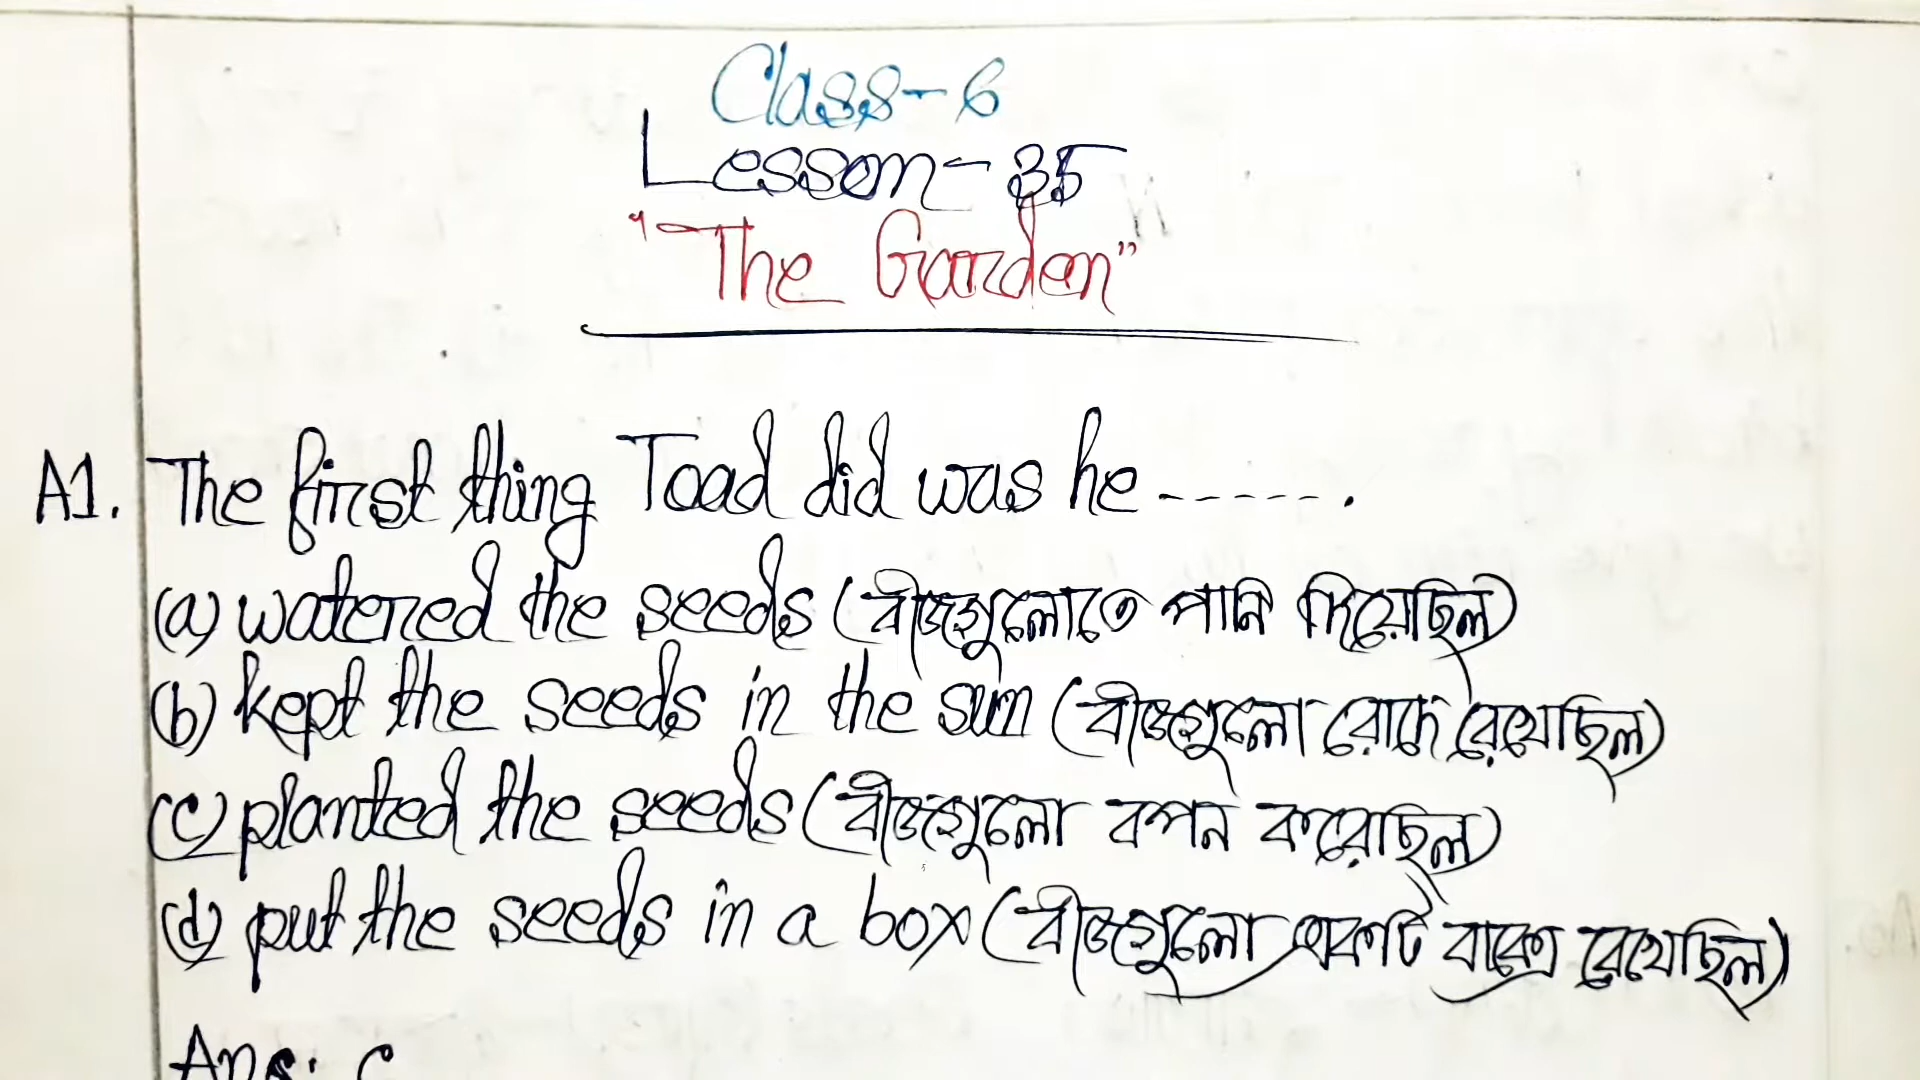 Class-6
Lesson-35
"The Garden"
A1. The first thing Toad did was he ------.
(a) watered the seeds (বীজগুলোতে পানি দিয়েছিল)
(b) kept the seeds in the sun (বীজগুলো রোদে রেখেছিল)
(c) planted the seeds (বীজগুলো বপন করেছিল)
(d) put the seeds in a box (বীজগুলো একটি বাক্সে রেখেছিল)
Ans: c